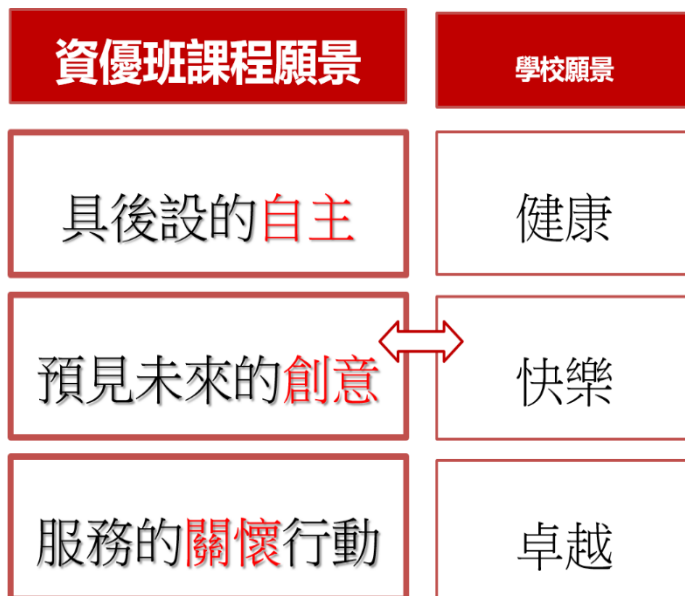 資優班課程願景
學校願景
具後設的自主
健康
預見未來的創意
快樂
服務的關懷行動
卓越